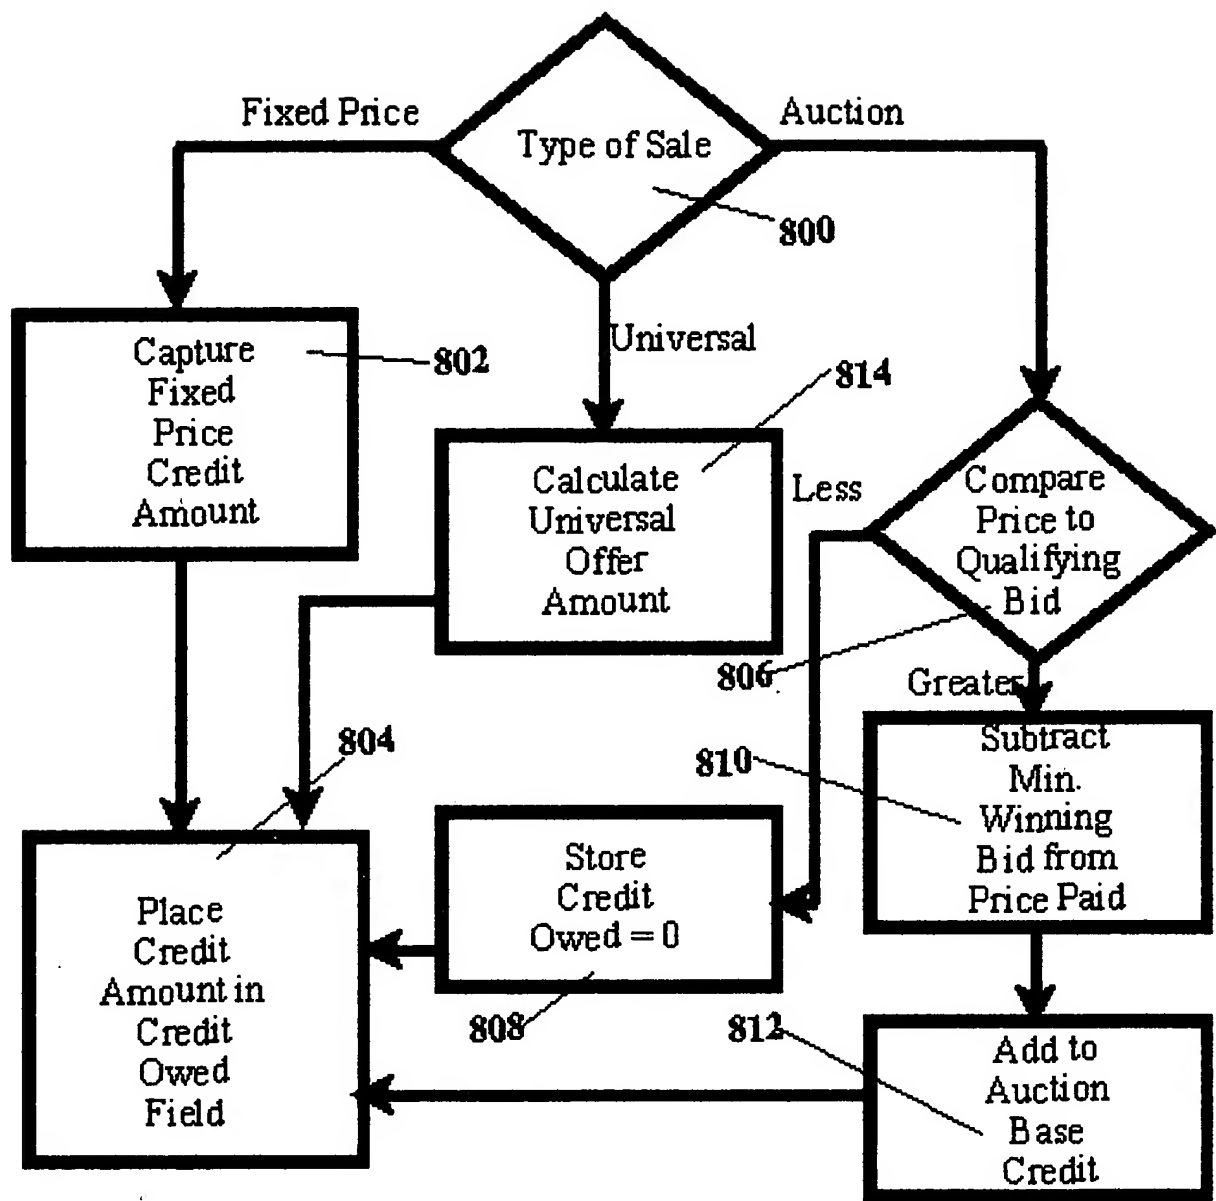 Fixed Price
Auction
Type of Sale
800
Universal
Capture
Fixed
Price
Credit
Amount
802
814
Calculate
Universal
Offer
Amount
Less
Compare
Price to
Qualifying
Bid
806
Greater
804
810
Subtract
Min.
Winning
Bid from
Price Paid
Store
Credit
Owed = 0
808
Place
Credit
Amount in
Credit
Owed
Field
812
Add to
Auction
Base
Credit